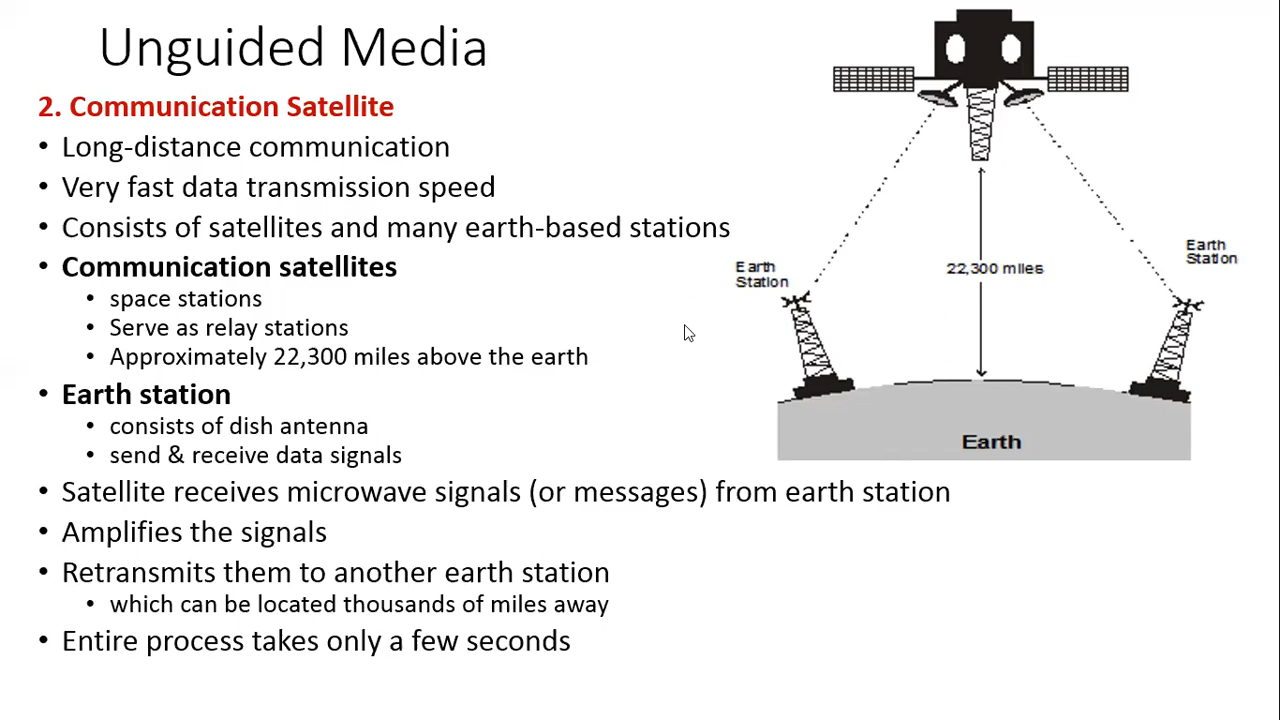 Unguided Media
2. Communication Satellite
• Long-distance communication
• Very fast data transmission speed
• Consists of satellites and many earth-based stations
• Communication satellites
• space stations
• Serve as relay stations
• Approximately 22,300 miles above the earth
• Earth station
• consists of dish antenna
• send & receive data signals
• Satellite receives microwave signals (or messages) from earth station
• Amplifies the signals
• Retransmits them to another earth station
• which can be located thousands of miles away
• Entire process takes only a few seconds
Earth
Station
22,300 miles
Earth
Station
Earth